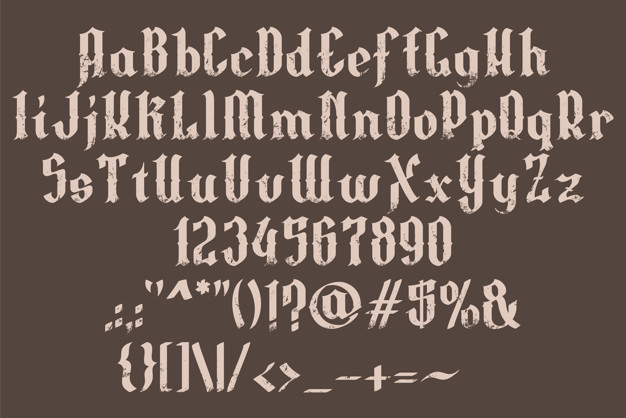 AaBbCcDdEefFGgHh
IiJjKkLlMmNnOoPpQqRr
SsTtUuVvWwXxYyZz
1234567890
.,:;"^*"()!?@#$%&
{}[]\|/<>_-–+=~